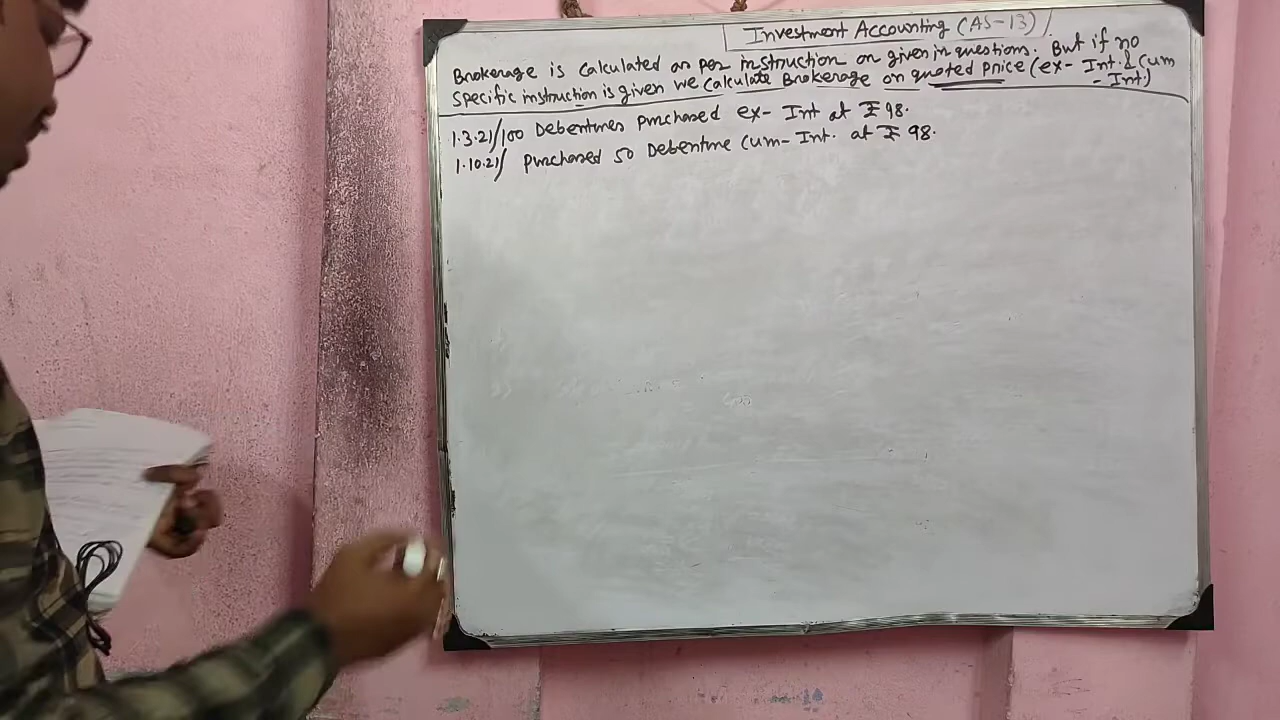 Investment Accounting (AS-13)
Brokerage is calculated as per instruction or given in questions. But if no
specific instruction is given we calculate Brokerage on quoted price (ex-Int. & Cum
-Int)
1.3.21/100 Debentures purchased ex-Int at ₹98.
1.10.21/ purchased 50 Debenture Cum-Int. at ₹98.